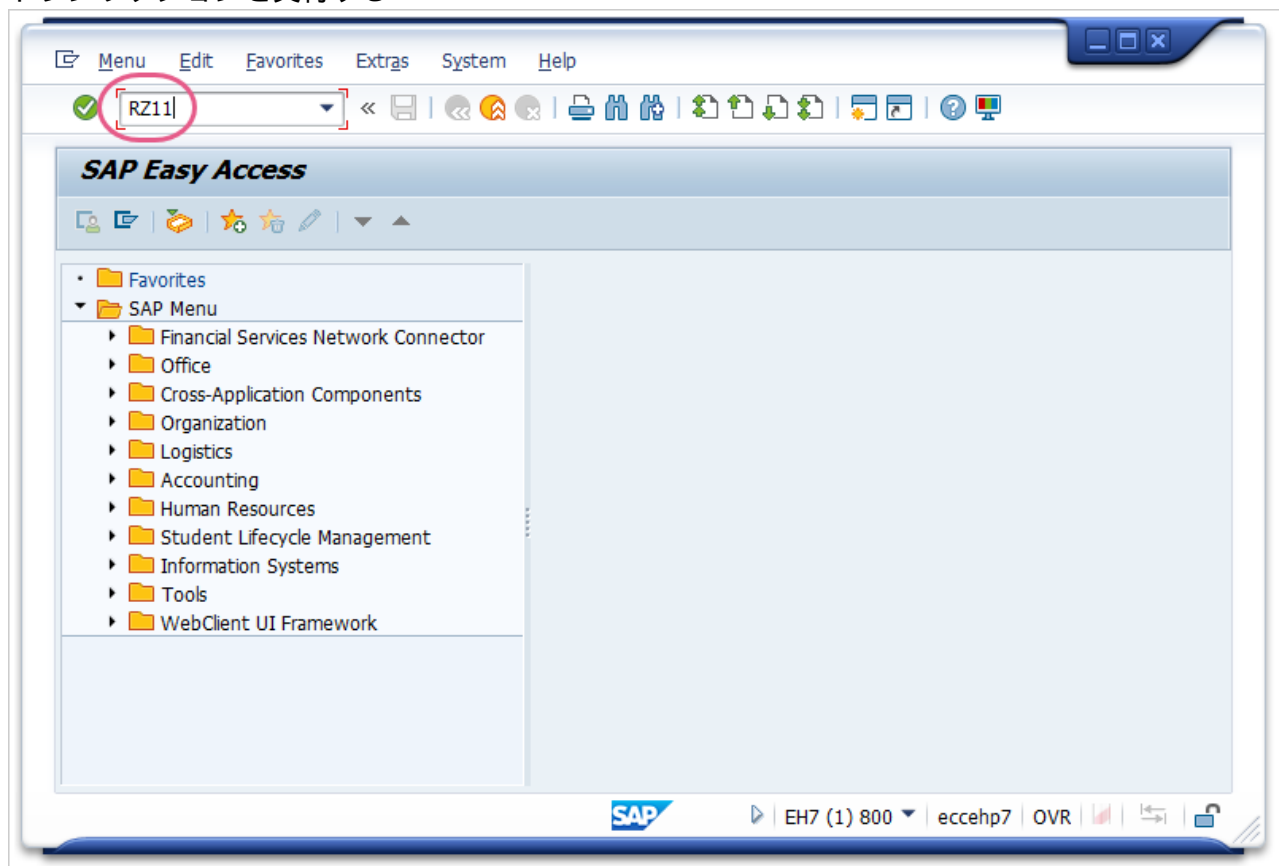 Menu Edit Favorites Extras System Help
RZ11
SAP Easy Access
Favorites
SAP Menu
Financial Services Network Connector
Office
Cross-Application Components
Organization
Logistics
Accounting
Human Resources
Student Lifecycle Management
Information Systems
Tools
WebClient UI Framework
SAP EH7 (1) 800 eccehp7 OVR